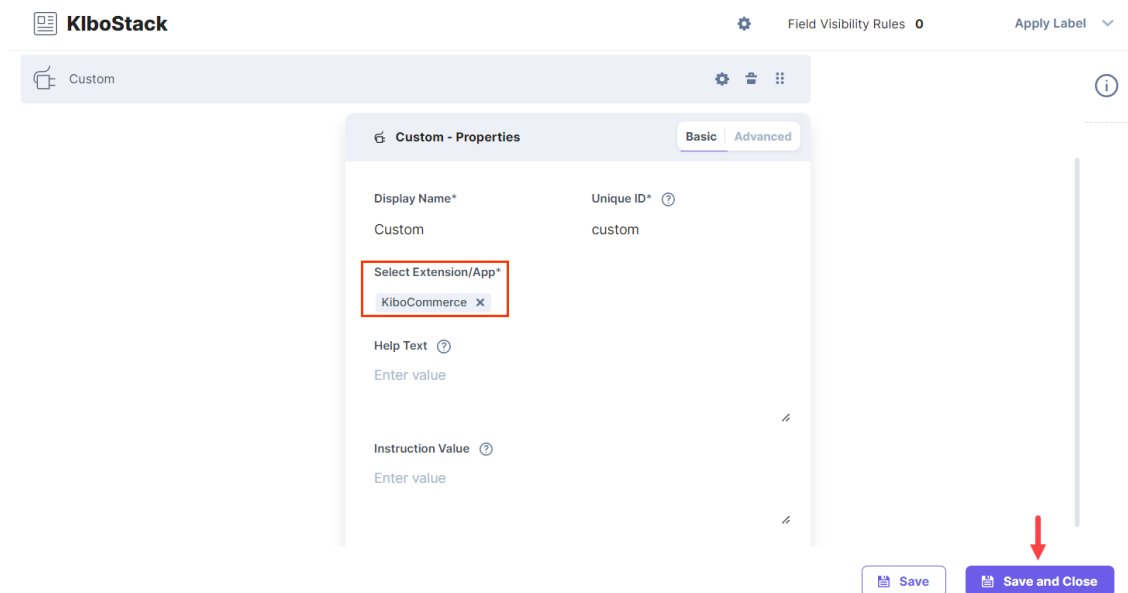 KIboStack
Field Visibility Rules 0
Apply Label
Custom
Custom - Properties
Basic
Advanced
Display Name*
Unique ID*
Custom
custom
Select Extension/App*
KiboCommerce
Help Text
Enter value
Instruction Value
Enter value
Save
Save and Close